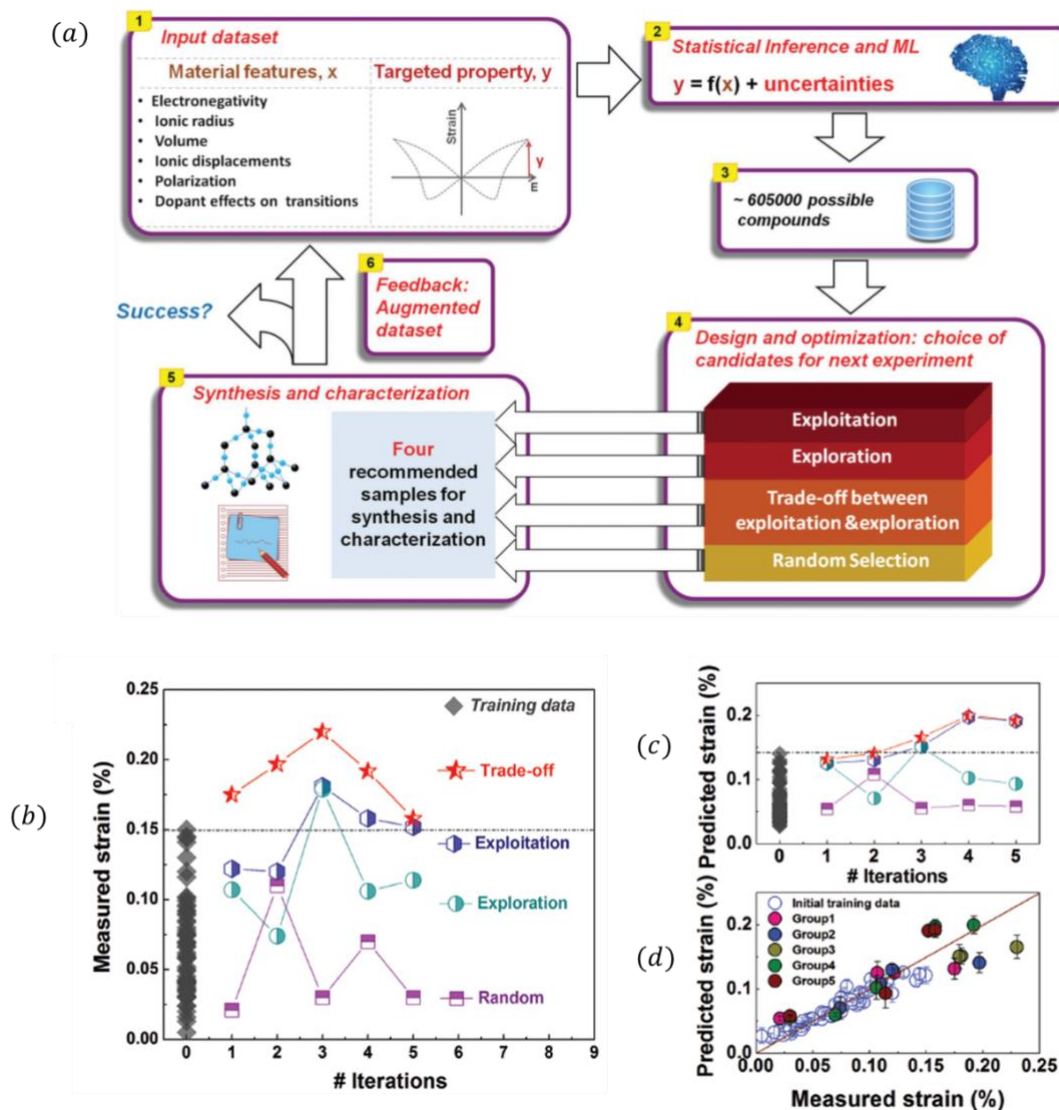 (a)
1
Input dataset
Material features, x
Targeted property, y
• Electronegativity
• Ionic radius
• Volume
• Ionic displacements
• Polarization
• Dopant effects on transitions
Strain
y
E
2
Statistical Inference and ML
y = f(x) + uncertainties
3
~ 605000 possible
compounds
4
Design and optimization: choice of
candidates for next experiment
Exploitation
Exploration
Trade-off between
exploitation &exploration
Random Selection
5
Synthesis and characterization
Four
recommended
samples for
synthesis and
characterization
6
Feedback:
Augmented
dataset
Success?
(b)
Measured strain (%)
0.25
0.20
0.15
0.10
0.05
0.00
Training data
Trade-off
Exploitation
Exploration
Random
0 1 2 3 4 5 6 7 8 9
# Iterations
(c)
Predicted strain (%)
0.2
0.1
0.0
0 1 2 3 4 5
# Iterations
(d)
Predicted strain (%)
0.2
0.1
0.0
Initial training data
Group1
Group2
Group3
Group4
Group5
0.00 0.05 0.10 0.15 0.20 0.25
Measured strain (%)